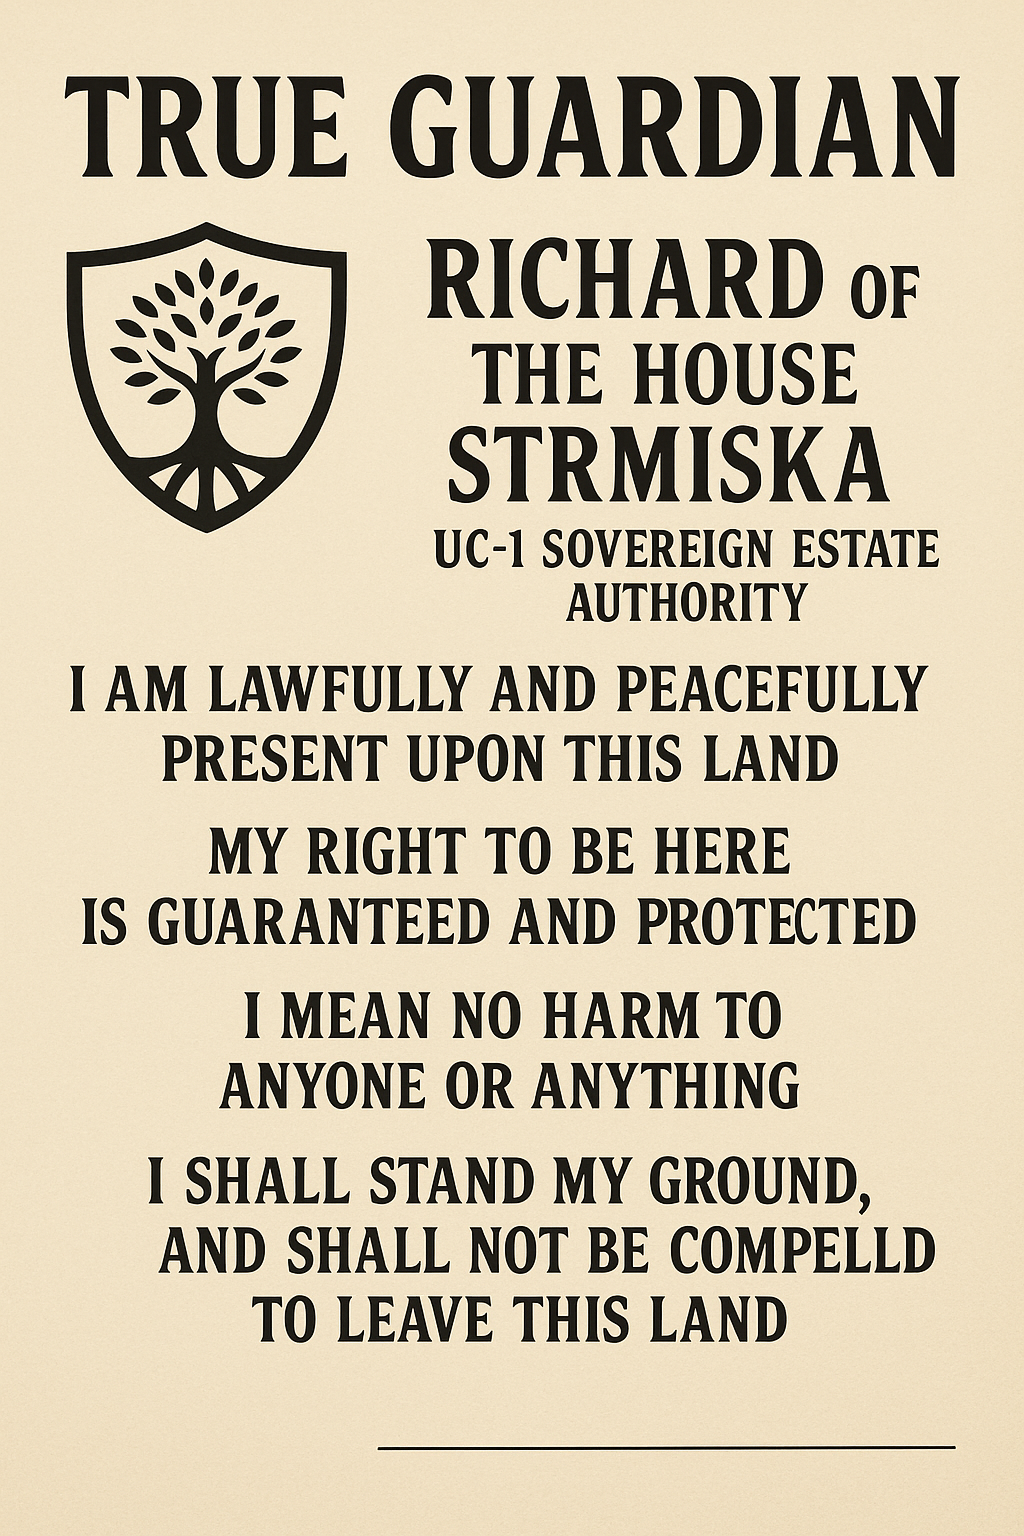 TRUE GUARDIAN
RICHARD OF
THE HOUSE
STRMISKA
UC-1 SOVEREIGN ESTATE
AUTHORITY
I AM LAWFULLY AND PEACEFULLY
PRESENT UPON THIS LAND
MY RIGHT TO BE HERE
IS GUARANTEED AND PROTECTED
I MEAN NO HARM TO
ANYONE OR ANYTHING
I SHALL STAND MY GROUND,
AND SHALL NOT BE COMPELLD
TO LEAVE THIS LAND